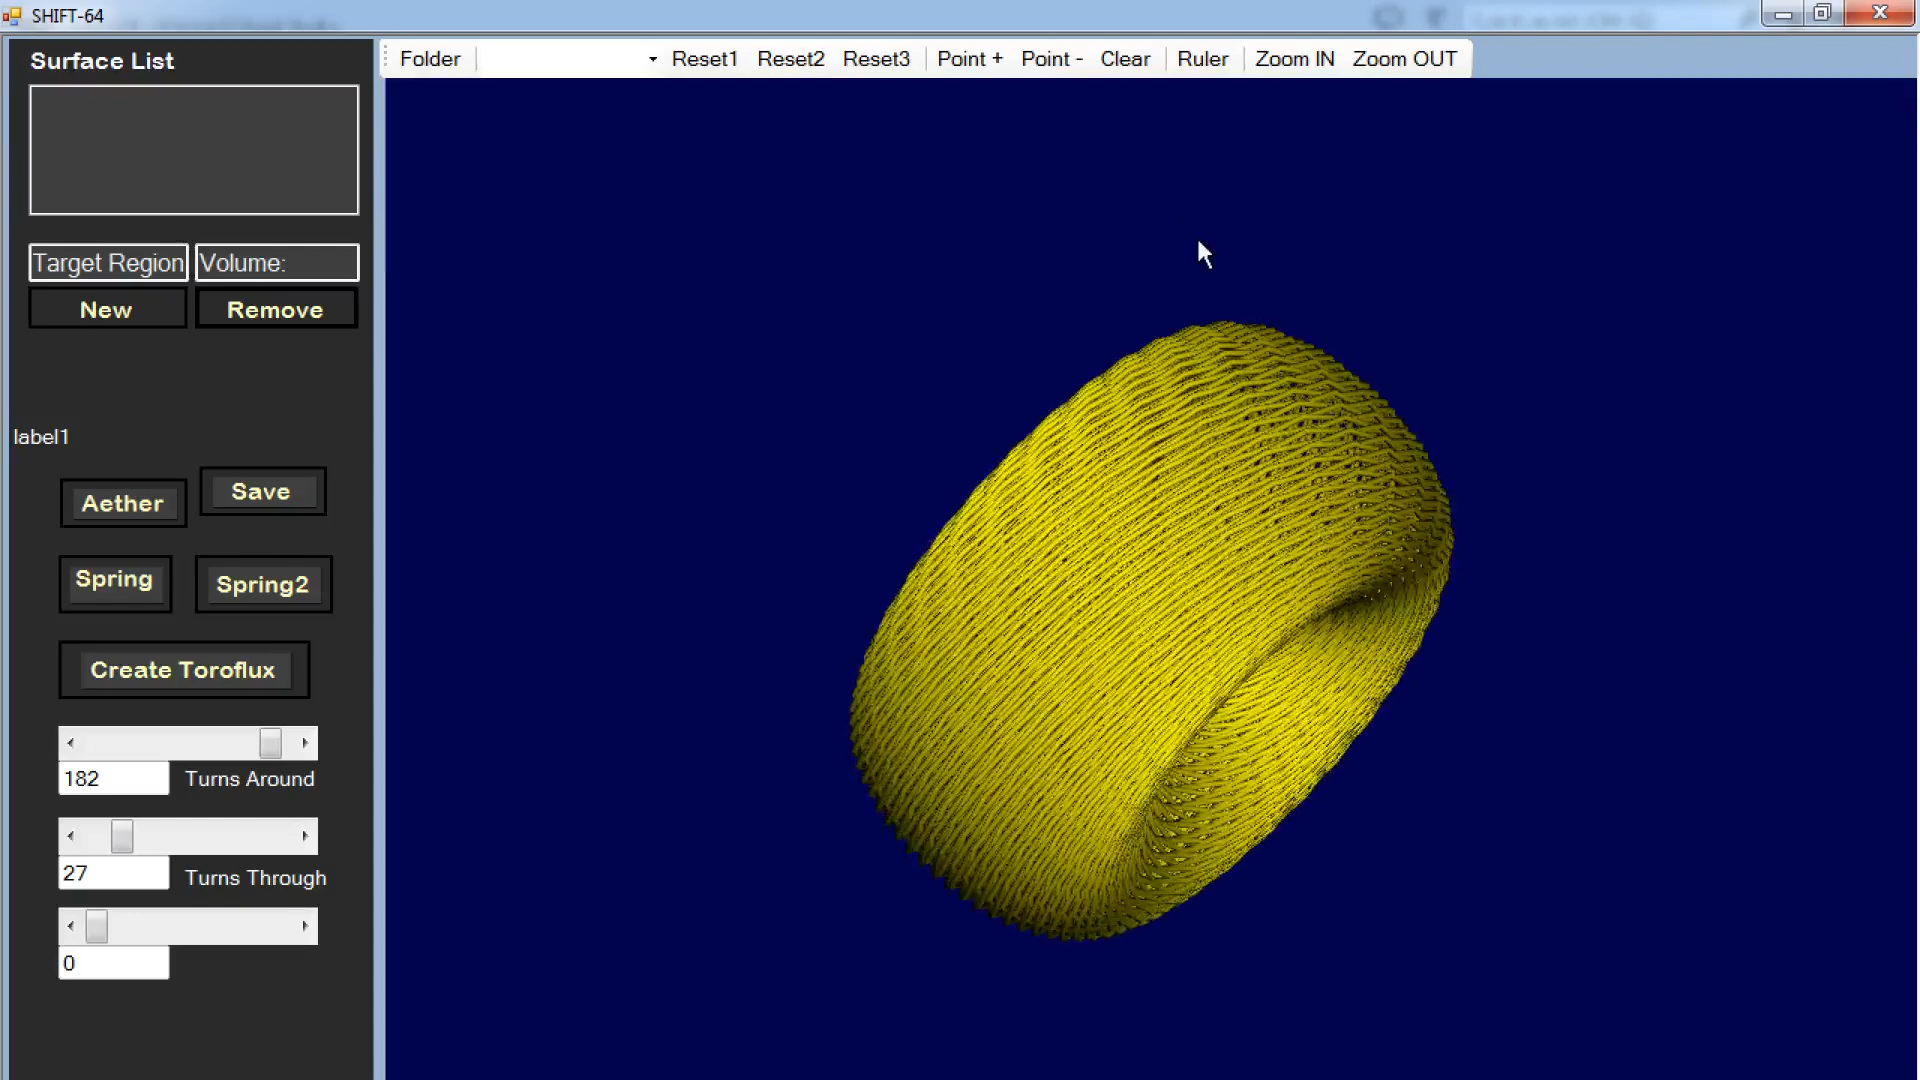 SHIFT-64
Surface List
Folder Reset1 Reset2 Reset3 Point + Point - Clear Ruler Zoom IN Zoom OUT
Target Region Volume:
New Remove
label1
Aether Save
Spring Spring2
Create Toroflux
182 Turns Around
27 Turns Through
0